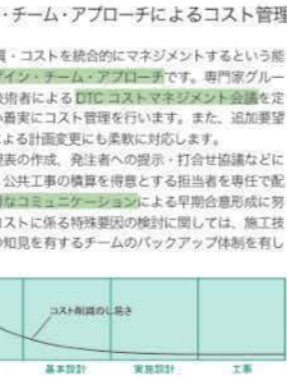 ・チーム・アプローチによるコスト管理
・コストを統合的にマネジメントするという能
ザイン・チーム・アプローチです。専門家グルー
技術者による DTC コストマネジメント会議を定
い着実にコスト管理を行います。また、追加要望
による計画変更にも柔軟に対応します。
表の作成、発注者への提示・打合せ協議などに
公共工事の積算を得意とする担当者を専任で配
なコミュニケーションによる早期合意形成に努
コストに係る特殊要因の検討に関しては、施工技
の知見を有するチームのバックアップ体制を有し
コスト削減のし易さ
基本設計 実施設計 工事